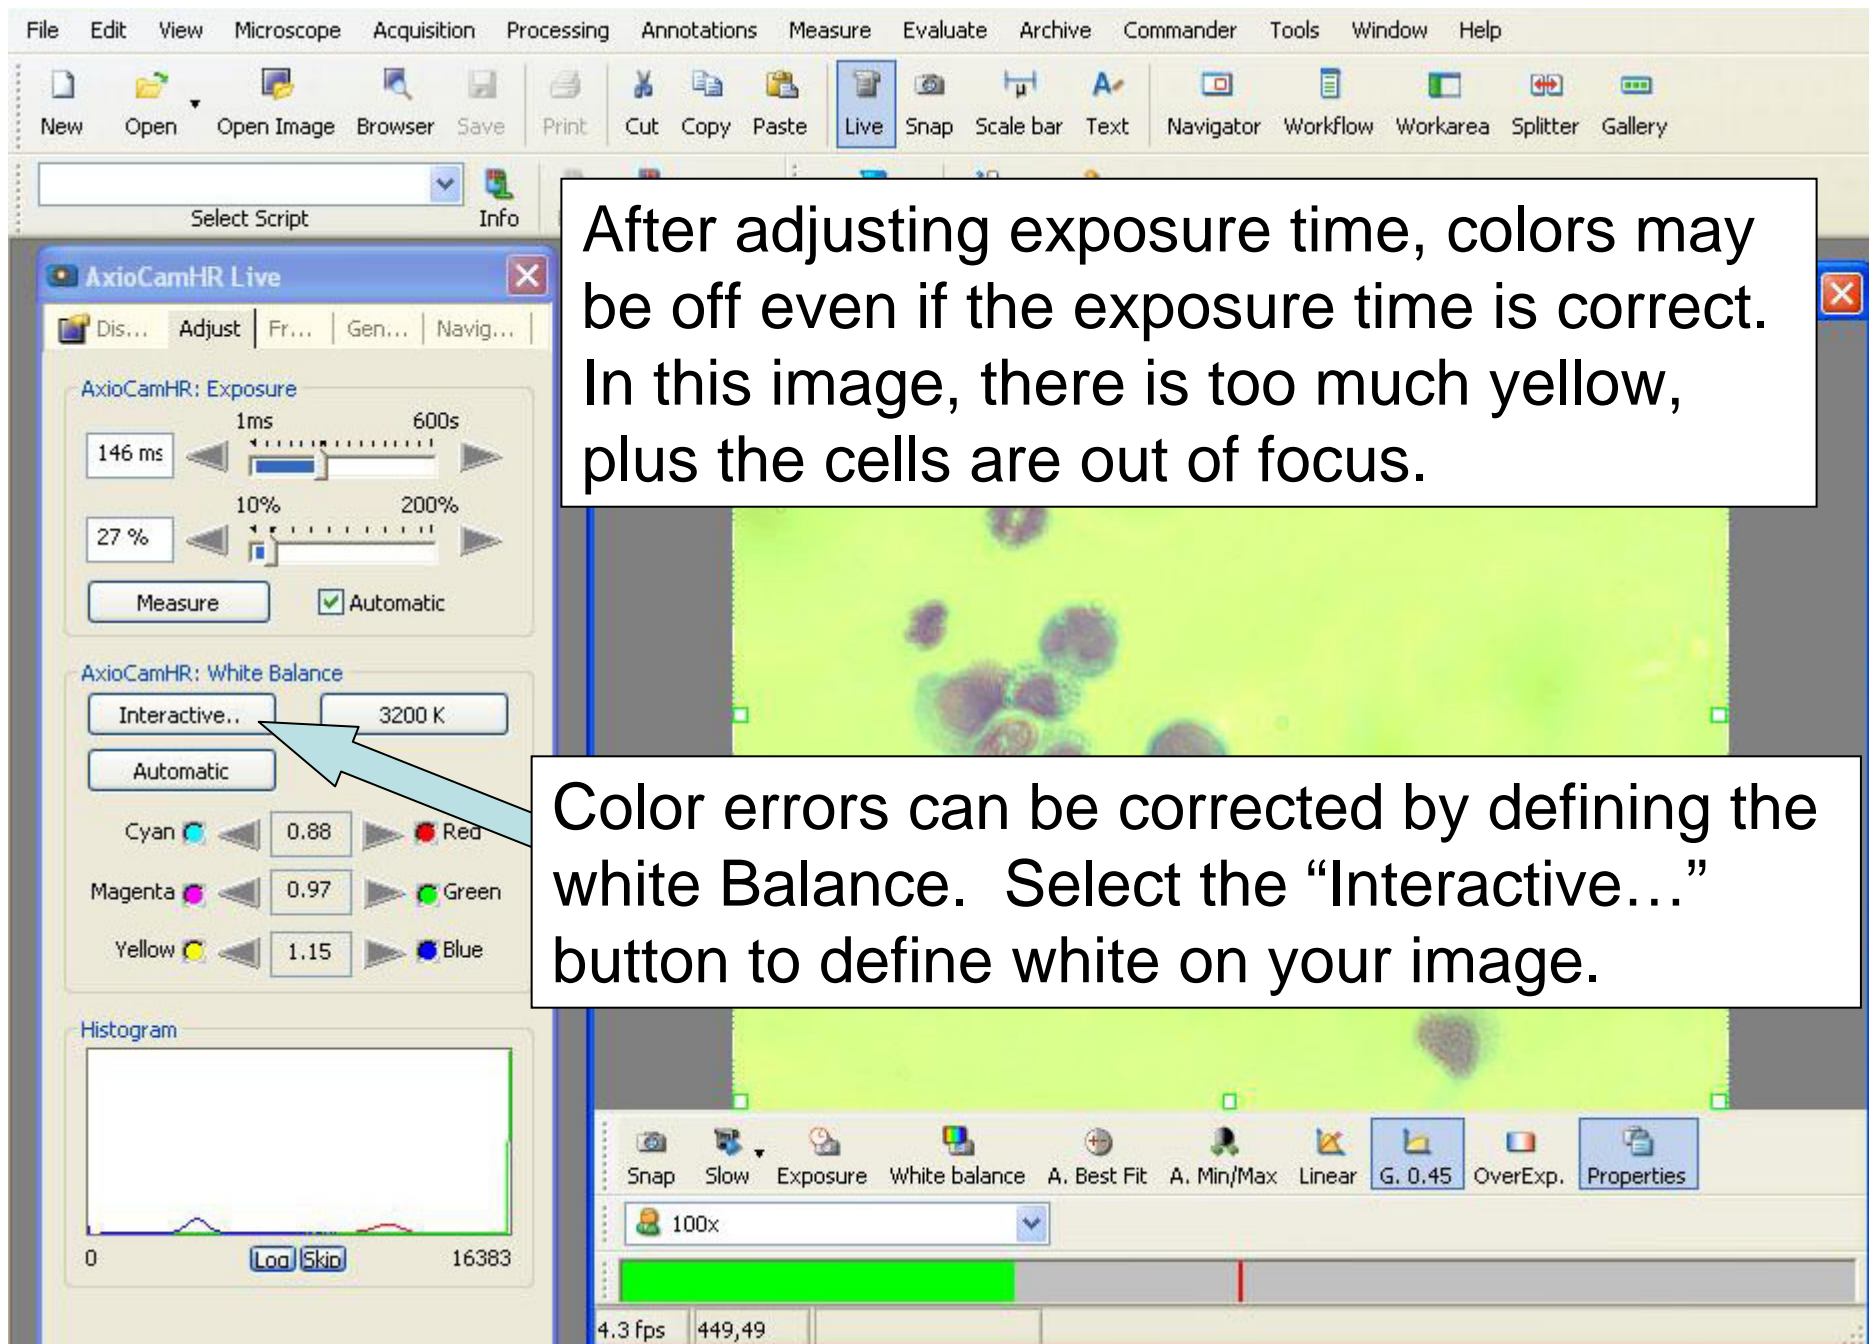 File Edit View Microscope Acquisition Processing Annotations Measure Evaluate Archive Commander Tools Window Help
New Open Open Image Browser Save Print Cut Copy Paste Live Snap Scale bar Text Navigator Workflow Workarea Splitter Gallery
Select Script Info
After adjusting exposure time, colors may
be off even if the exposure time is correct.
In this image, there is too much yellow,
plus the cells are out of focus.
AxioCamHR Live
Dis... Adjust Fr... Gen... Navig...
AxioCamHR: Exposure
1ms 600s
146 ms
10% 200%
27 %
Measure Automatic
AxioCamHR: White Balance
Interactive.. 3200 K
Automatic
Cyan 0.88 Red
Magenta 0.97 Green
Yellow 1.15 Blue
Color errors can be corrected by defining the
white Balance. Select the “Interactive…”
button to define white on your image.
Histogram
0 Log Skip 16383
Snap Slow Exposure White balance A. Best Fit A. Min/Max Linear G. 0.45 OverExp. Properties
100x
4.3 fps 449,49